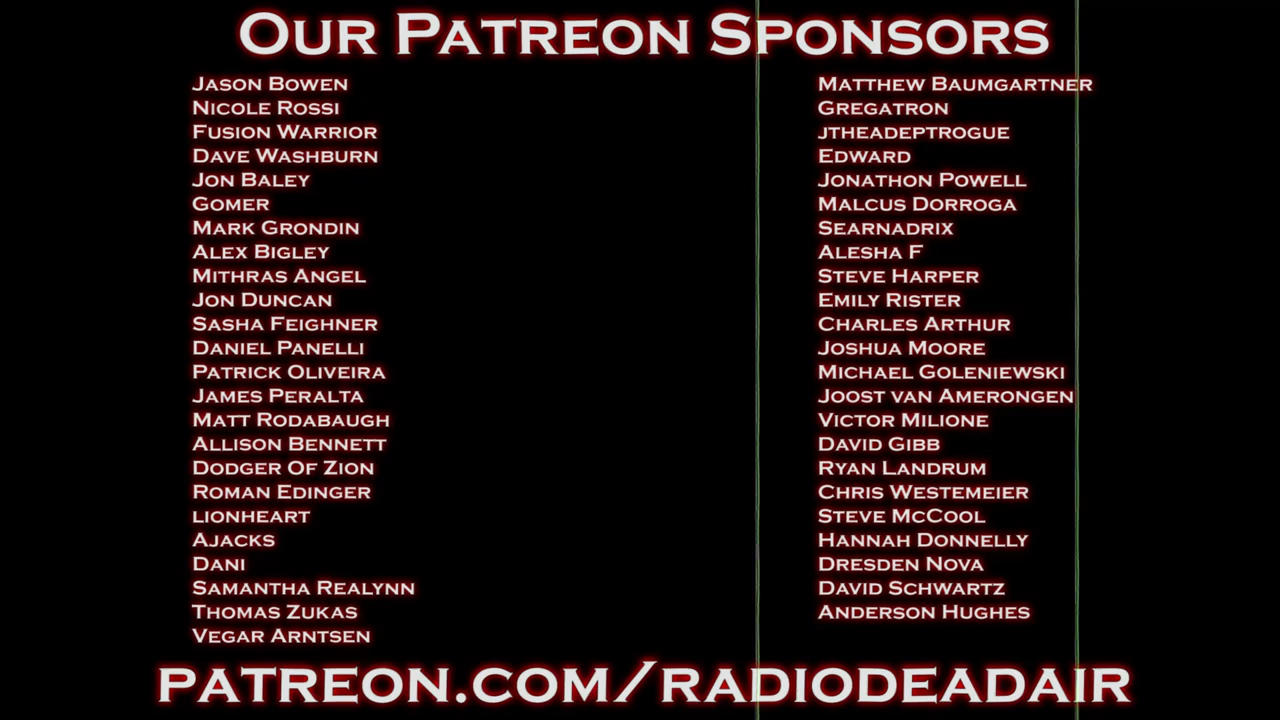 Our Patreon Sponsors
Jason Bowen
Nicole Rossi
Fusion Warrior
Dave Washburn
Jon Baley
Gomer
Mark Grondin
Alex Bigley
Mithras Angel
Jon Duncan
Sasha Feighner
Daniel Panelli
Patrick Oliveira
James Peralta
Matt Rodabaugh
Allison Bennett
Dodger Of Zion
Roman Edinger
lionheart
Ajacks
Dani
Samantha Realynn
Thomas Zukas
Vegar Arntsen
Matthew Baumgartner
Gregatron
jtheadeptrogue
Edward
Jonathon Powell
Malcus Dorroga
Searnadrix
Alesha F
Steve Harper
Emily Rister
Charles Arthur
Joshua Moore
Michael Goleniewski
Joost van Amerongen
Victor Milione
David Gibb
Ryan Landrum
Chris Westemeier
Steve McCool
Hannah Donnelly
Dresden Nova
David Schwartz
Anderson Hughes
patreon.com/radiodeadair